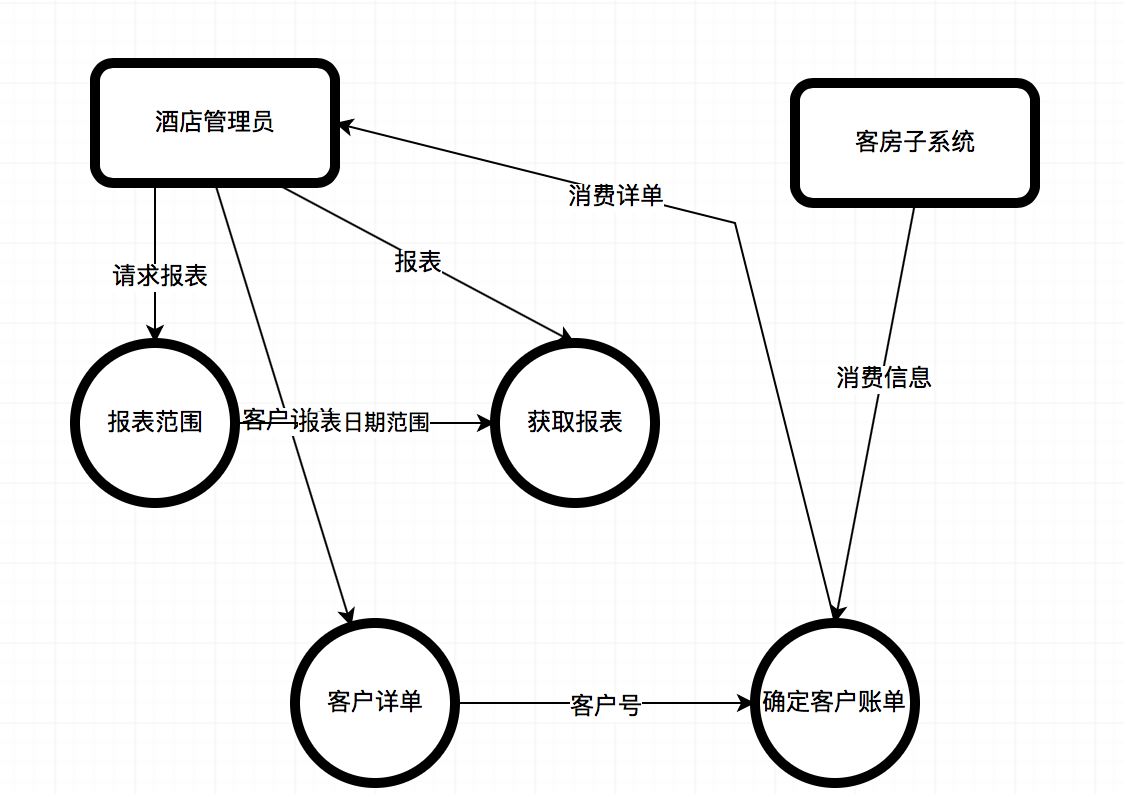 酒店管理员
客房子系统
消费详单
报表
请求报表
消费信息
报表范围
客户
报表日期范围
获取报表
客户详单
客户号
确定客户账单